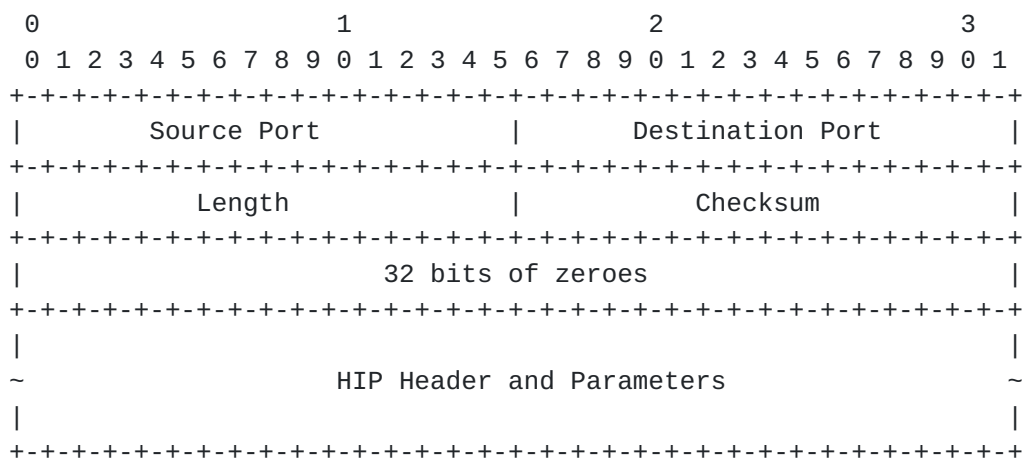 0                   1                   2                   3
 0 1 2 3 4 5 6 7 8 9 0 1 2 3 4 5 6 7 8 9 0 1 2 3 4 5 6 7 8 9 0 1
+-+-+-+-+-+-+-+-+-+-+-+-+-+-+-+-+-+-+-+-+-+-+-+-+-+-+-+-+-+-+-+-+
|        Source Port            |       Destination Port        |
+-+-+-+-+-+-+-+-+-+-+-+-+-+-+-+-+-+-+-+-+-+-+-+-+-+-+-+-+-+-+-+-+
|           Length              |           Checksum            |
+-+-+-+-+-+-+-+-+-+-+-+-+-+-+-+-+-+-+-+-+-+-+-+-+-+-+-+-+-+-+-+-+
|                       32 bits of zeroes                       |
+-+-+-+-+-+-+-+-+-+-+-+-+-+-+-+-+-+-+-+-+-+-+-+-+-+-+-+-+-+-+-+-+
|                                                               |
~                    HIP Header and Parameters                  ~
|                                                               |
+-+-+-+-+-+-+-+-+-+-+-+-+-+-+-+-+-+-+-+-+-+-+-+-+-+-+-+-+-+-+-+-+